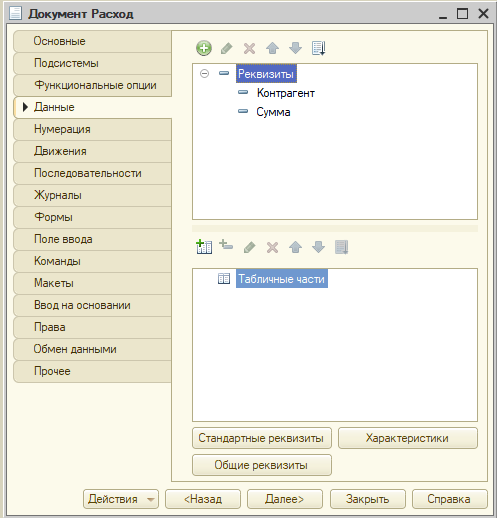 Документ Расход
Основные
Подсистемы
Функциональные опции
Данные
Нумерация
Движения
Последовательности
Журналы
Формы
Поле ввода
Команды
Макеты
Ввод на основании
Права
Обмен данными
Прочее
Реквизиты
Контрагент
Сумма
Табличные части
Стандартные реквизиты
Характеристики
Общие реквизиты
Действия
<Назад
Далее>
Закрыть
Справка